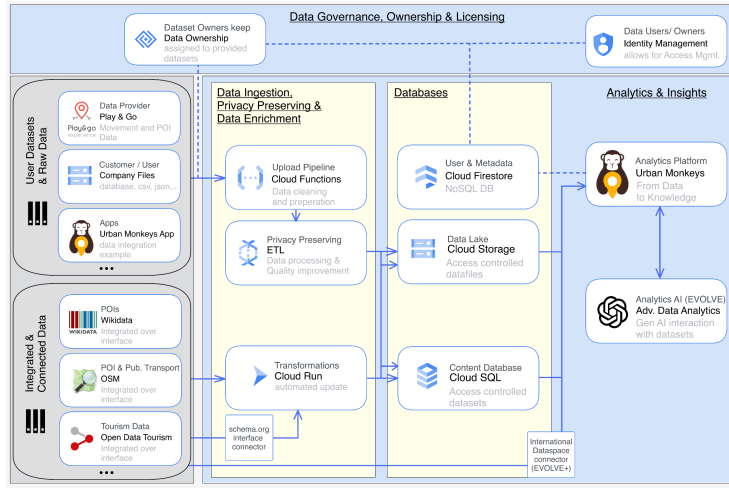 Data Governance, Ownership & Licensing
Dataset Owners keep
Data Ownership
assigned to provided
datasets
Data Users/ Owners
Identity Management
allows for Access Mgmt.
User Datasets
& Raw Data
Data Provider
Play & Go
Movement and POI
Data
Play&go
experience
Customer / User
Company Files
database, csv, json,...
Apps
Urban Monkeys App
data integration
example
Integrated &
Connected Data
POIs
Wikidata
Integrated over
interface
WIKIDATA
POI & Pub. Transport
OSM
Integrated over
interface
Tourism Data
Open Data Tourism
Integrated over
interface
Data Ingestion,
Privacy Preserving &
Data Enrichment
Upload Pipeline
Cloud Functions
Data cleaning
and preperation
Privacy Preserving
ETL
Data processing &
Quality improvement
Transformations
Cloud Run
automated update
schema.org
interface
connector
Databases
User & Metadata
Cloud Firestore
NoSQL DB
Data Lake
Cloud Storage
Access controlled
datafiles
Content Database
Cloud SQL
Access controlled
datasets
International
Dataspace
connector
(EVOLVE+)
Analytics & Insights
Analytics Platform
Urban Monkeys
From Data
to Knowledge
Analytics AI (EVOLVE)
Adv. Data Analytics
Gen AI interaction
with datasets